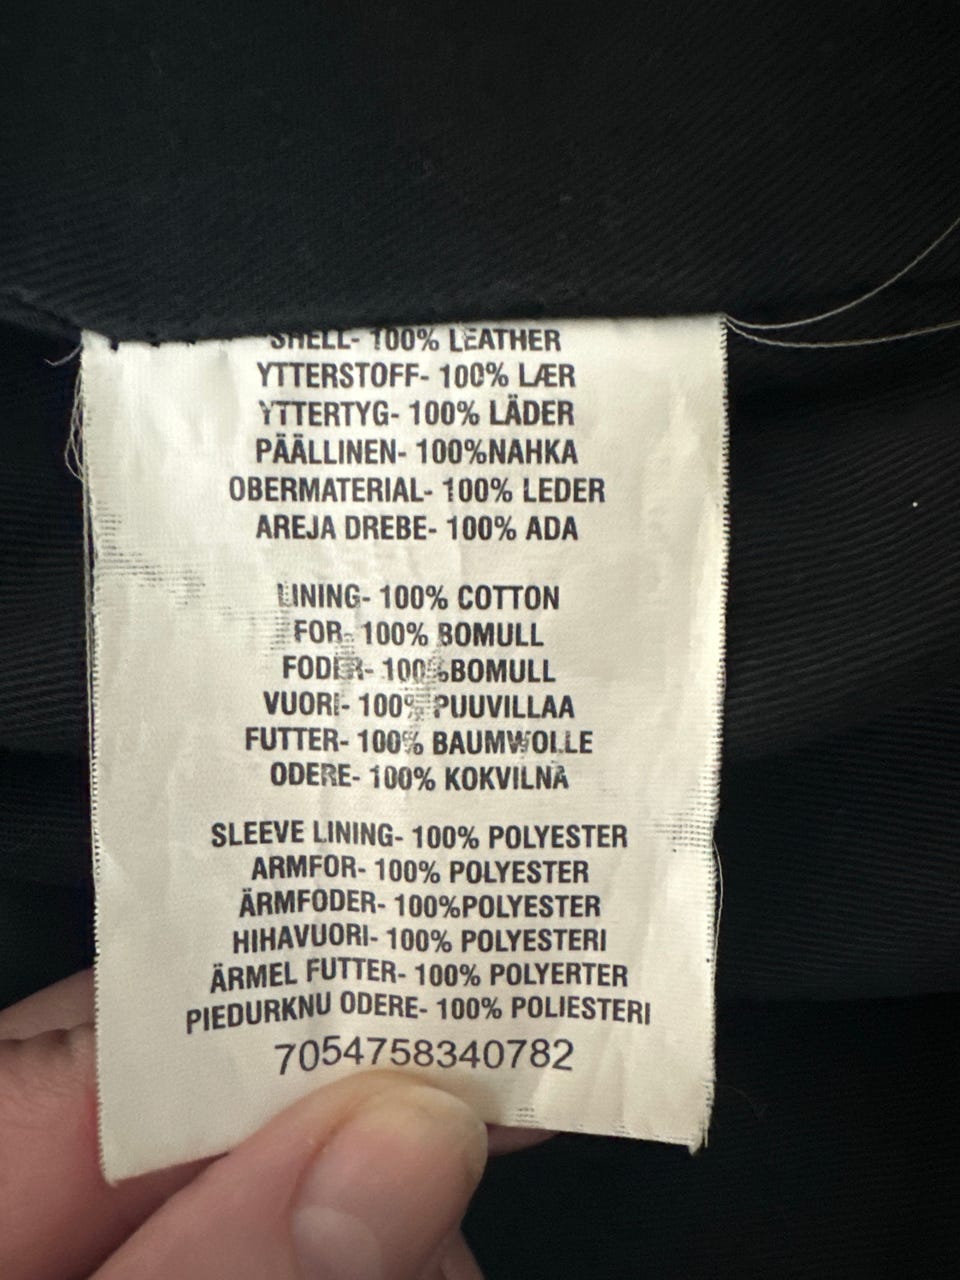 SHELL- 100% LEATHER
YTTERSTOFF- 100% LÆR
YTTERTYG- 100% LÄDER
PÄÄLLINEN- 100%NAHKA
OBERMATERIAL- 100% LEDER
AREJA DREBE- 100% ADA
LINING- 100% COTTON
FOR- 100% BOMULL
FODER- 100%BOMULL
VUORI- 100% PUUVILLAA
FUTTER- 100% BAUMWOLLE
ODERE- 100% KOKVILNA
SLEEVE LINING- 100% POLYESTER
ARMFOR- 100% POLYESTER
ÄRMFODER- 100%POLYESTER
HIHAVUORI- 100% POLYESTERI
ÄRMEL FUTTER- 100% POLYERTER
PIEDURKNU ODERE- 100% POLIESTERI
7054758340782